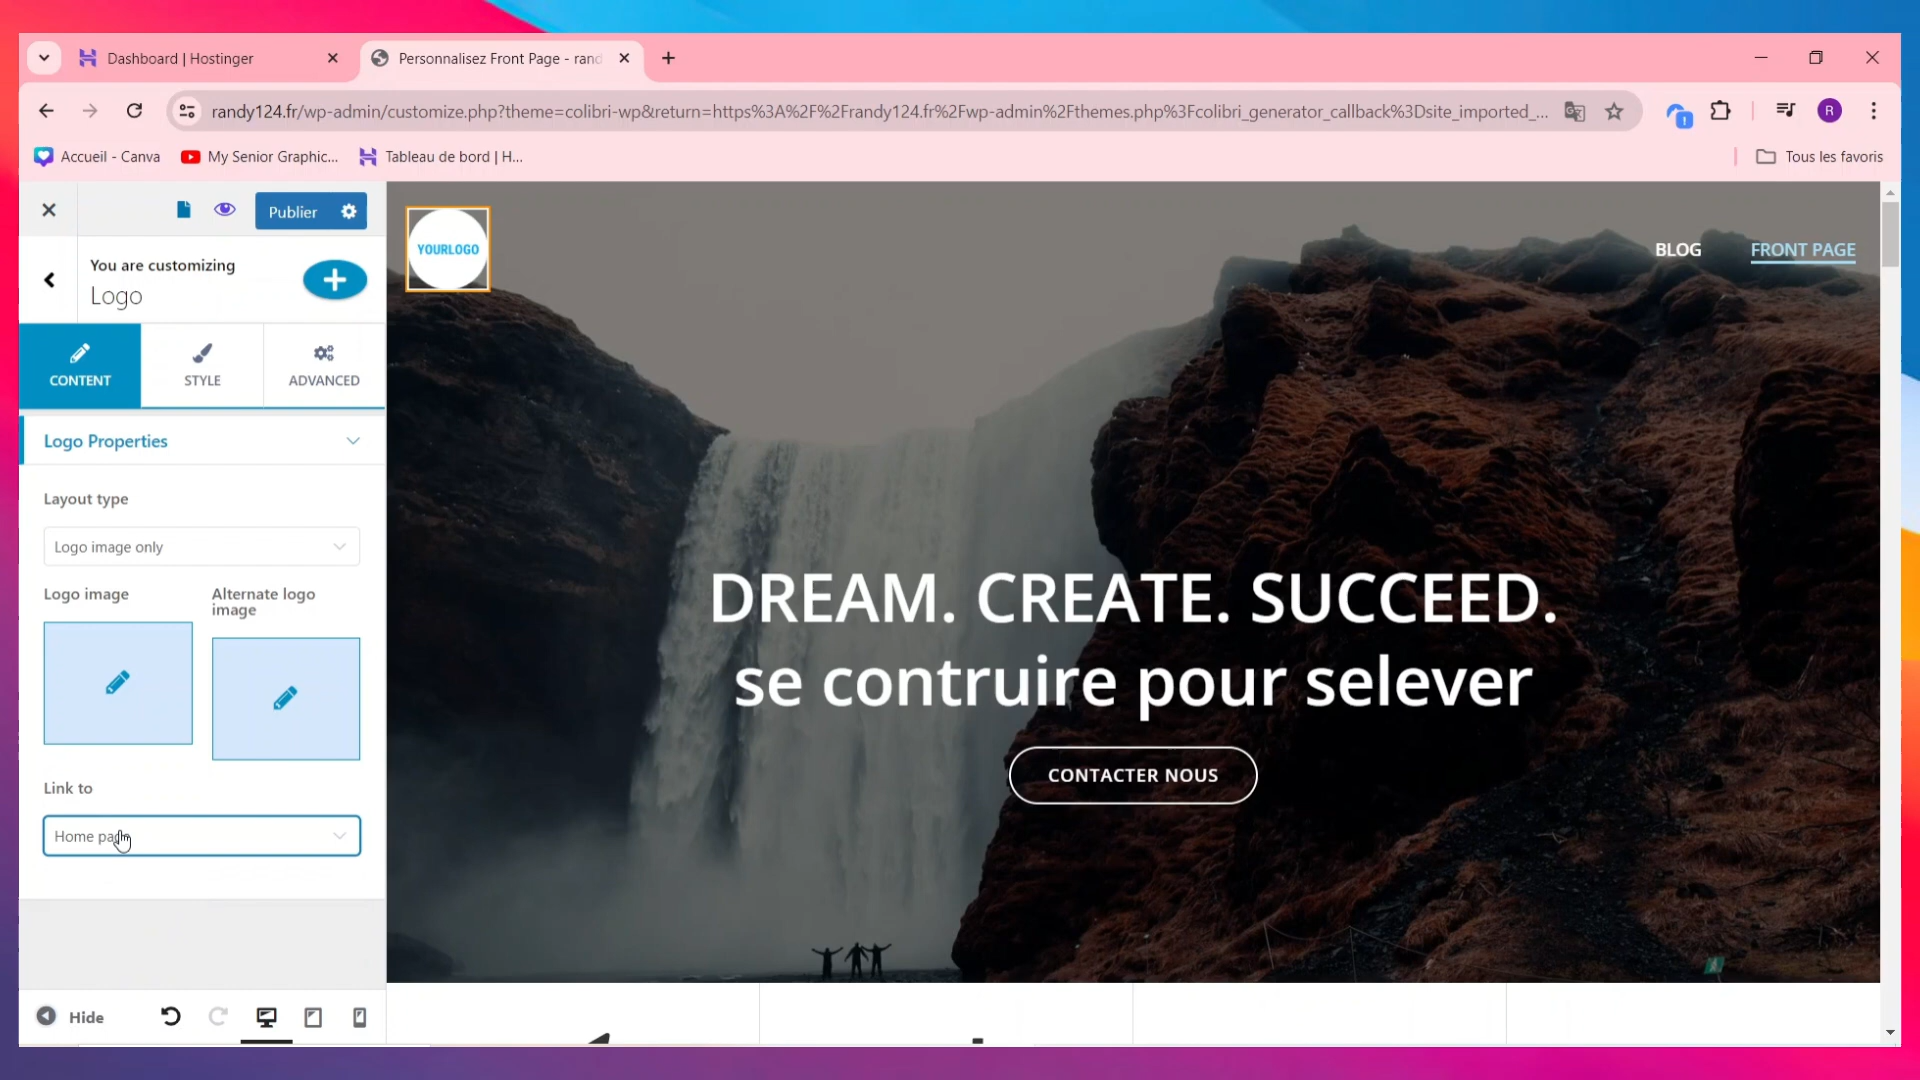 Dashboard | Hostinger
Personnalisez Front Page - rand
randy124.fr/wp-admin/customize.php?theme=colibri-wp&return=https%3A%2F%2Frandy124.fr%2Fwp-admin%2Fthemes.php%3Fcolibri_generator_callback%3Dsite_imported_...
R
Accueil - Canva
My Senior Graphic...
Tableau de bord | H...
Tous les favoris
Publier
You are customizing
Logo
CONTENT
STYLE
ADVANCED
Logo Properties
Layout type
Logo image only
Logo image
Alternate logo
image
Link to
Home page
Hide
YOURLOGO
BLOG
FRONT PAGE
DREAM. CREATE. SUCCEED.
se contruire pour selever
CONTACTER NOUS